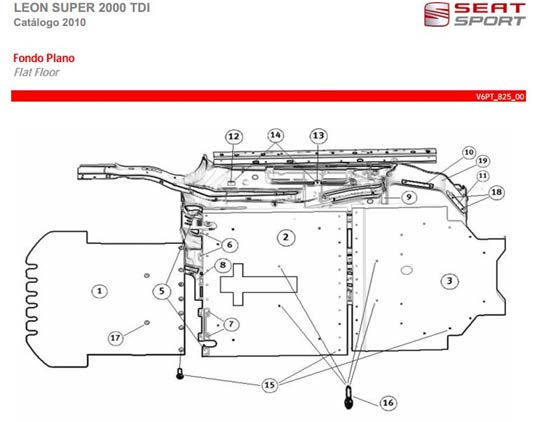 LEON SUPER 2000 TDI
Catálogo 2010
SEAT
SPORT
Fondo Plano
Flat Floor
V6PT_825_00
12
14
13
10
19
11
18
9
2
6
8
1
5
3
7
17
15
16